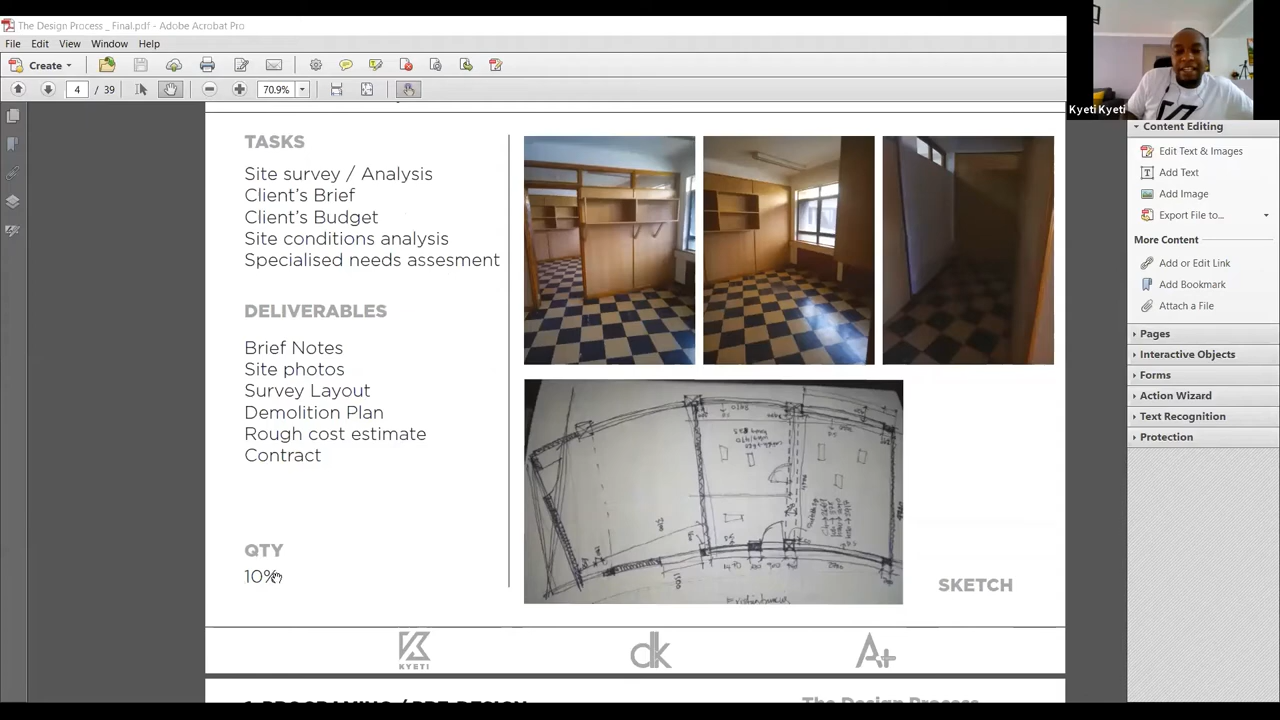 The Design Process _ Final.pdf - Adobe Acrobat Pro
File Edit View Window Help
Create
4 / 39
70.9%
Kyeti Kyeti
TASKS
Site survey / Analysis
Client's Brief
Client's Budget
Site conditions analysis
Specialised needs assesment
DELIVERABLES
Brief Notes
Site photos
Survey Layout
Demolition Plan
Rough cost estimate
Contract
QTY
10%
SKETCH
KYETI
dk
A+
The Design Process
Content Editing
Edit Text & Images
Add Text
Add Image
Export File to...
More Content
Add or Edit Link
Add Bookmark
Attach a File
Pages
Interactive Objects
Forms
Action Wizard
Text Recognition
Protection